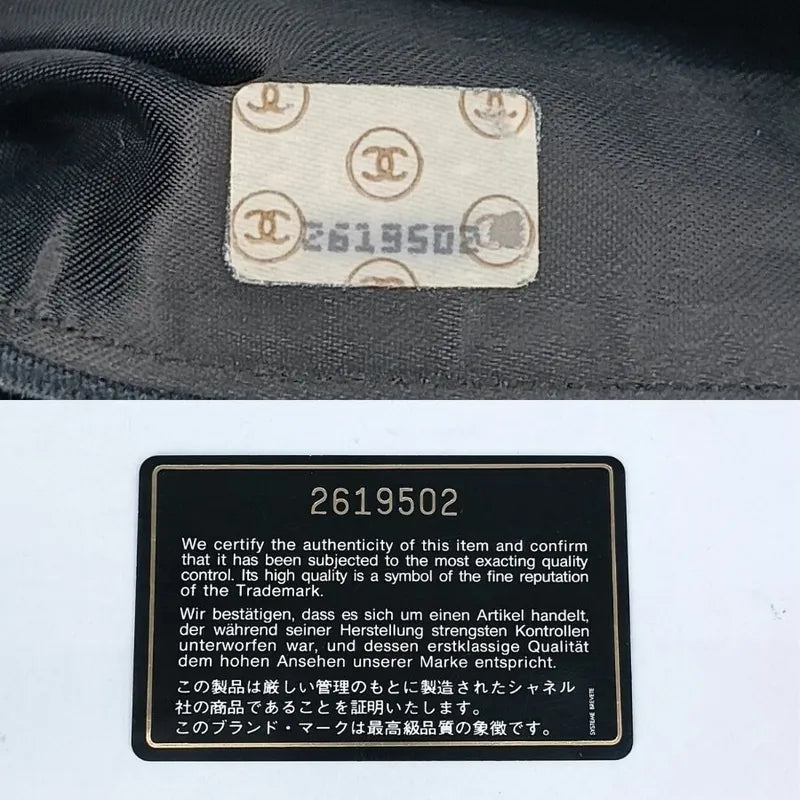 2619502
2619502
We certify the authenticity of this item and confirm
that it has been subjected to the most exacting quality
control. Its high quality is a symbol of the fine reputation
of the Trademark.
Wir bestätigen, dass es sich um einen Artikel handelt,
der während seiner Herstellung strengsten Kontrollen
unterworfen war, und dessen erstklassige Qualität
dem hohen Ansehen unserer Marke entspricht.
この製品は厳しい管理のもとに製造されたシャネル
社の商品であることを証明いたします。
このブランド・マークは最高級品質の象徴です。
SYSTEME BREVETE